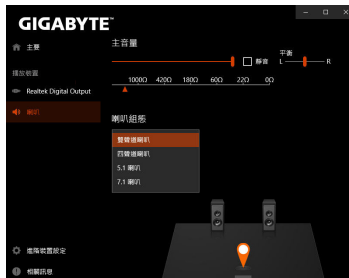 GIGABYTE™
主要
播放裝置
Realtek Digital Output
喇叭
進階裝置設定
相關訊息
主音量
靜音
平衡
L
R
1000Ω 420Ω 180Ω 60Ω 22Ω 0Ω
喇叭組態
雙聲道喇叭
四聲道喇叭
5.1 喇叭
7.1 喇叭